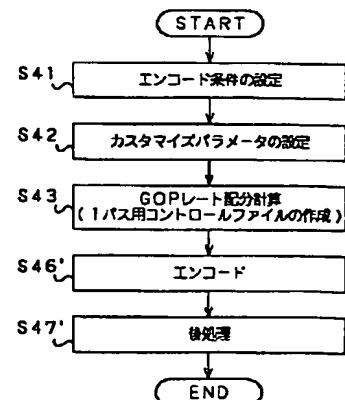 START
S41
エンコード条件の設定
S42
カスタマイズパラメータの設定
S43
GOPレート配分計算
(1パス用コントロールファイルの作成)
S46'
エンコード
S47'
後処理
END